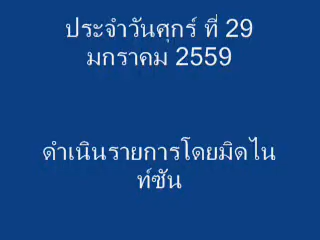 ประจำวันศุกร์ ที่ 29
มกราคม 2559
ดำเนินรายการโดยมิดไน
ท์ซัน